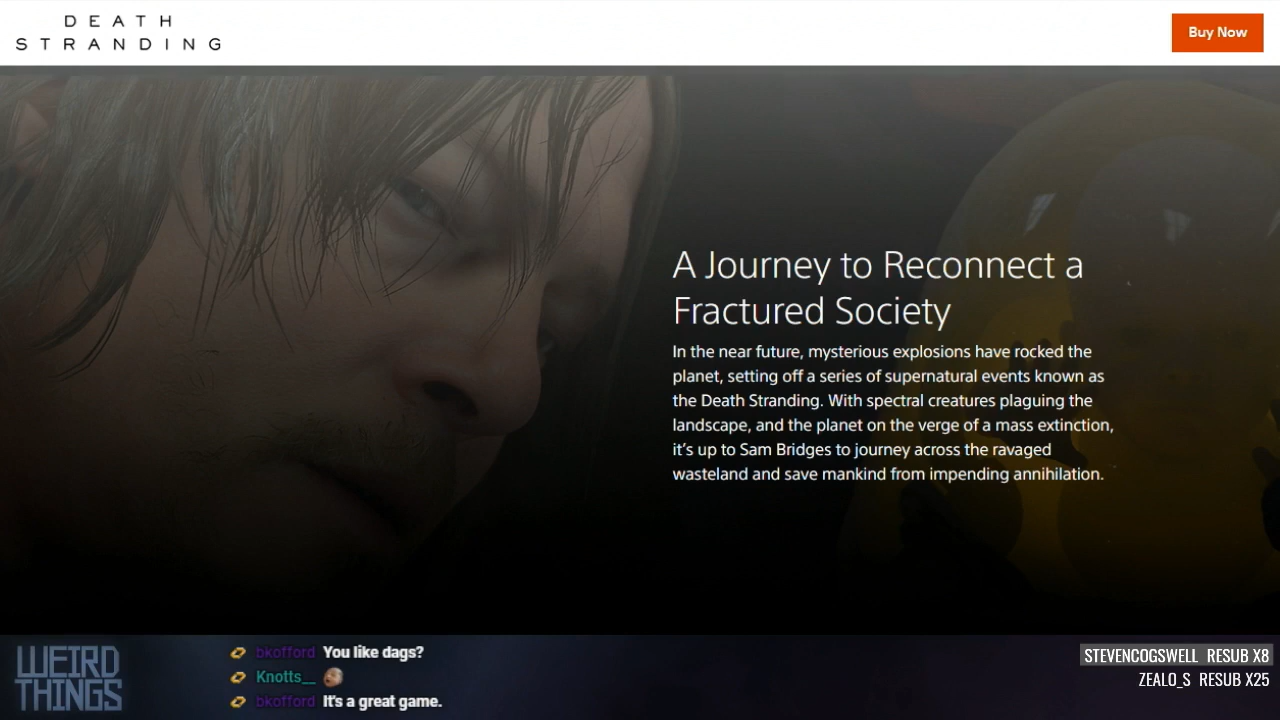 DEATH
STRANDING
Buy Now
A Journey to Reconnect a
Fractured Society
In the near future, mysterious explosions have rocked the
planet, setting off a series of supernatural events known as
the Death Stranding. With spectral creatures plaguing the
landscape, and the planet on the verge of a mass extinction,
it’s up to Sam Bridges to journey across the ravaged
wasteland and save mankind from impending annihilation.
WEIRD
THINGS
bkofford You like dags?
Knotts__
bkofford It's a great game.
STEVENCOGSWELL RESUB X8
ZEALO_S RESUB X25